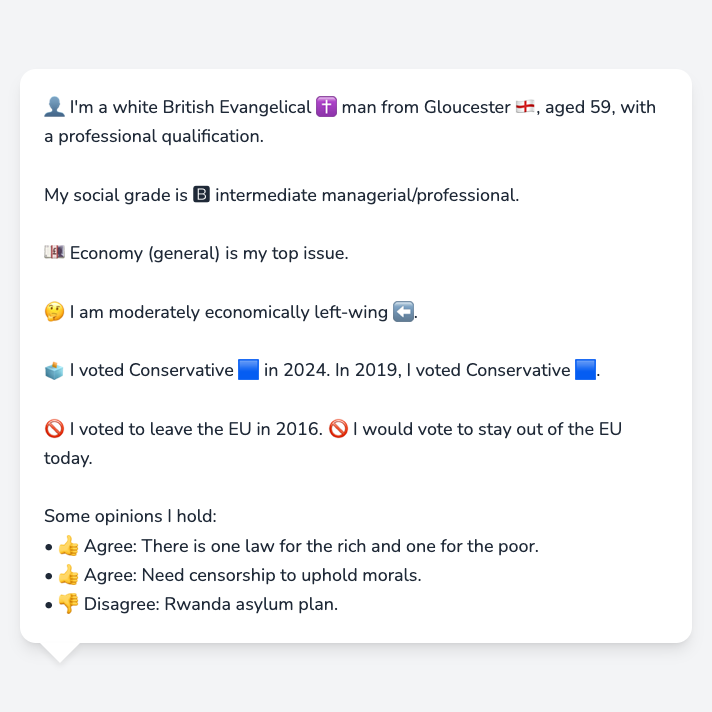 👤 I'm a white British Evangelical ✝️ man from Gloucester 🏴󠁧󠁢󠁥󠁮󠁧󠁿, aged 59, with
a professional qualification.
My social grade is 🅱 intermediate managerial/professional.
💷 Economy (general) is my top issue.
🤔 I am moderately economically left-wing ⬅️.
🗳️ I voted Conservative 🟦 in 2024. In 2019, I voted Conservative 🟦.
🚫 I voted to leave the EU in 2016. 🚫 I would vote to stay out of the EU
today.
Some opinions I hold:
• 👍 Agree: There is one law for the rich and one for the poor.
• 👍 Agree: Need censorship to uphold morals.
• 👎 Disagree: Rwanda asylum plan.